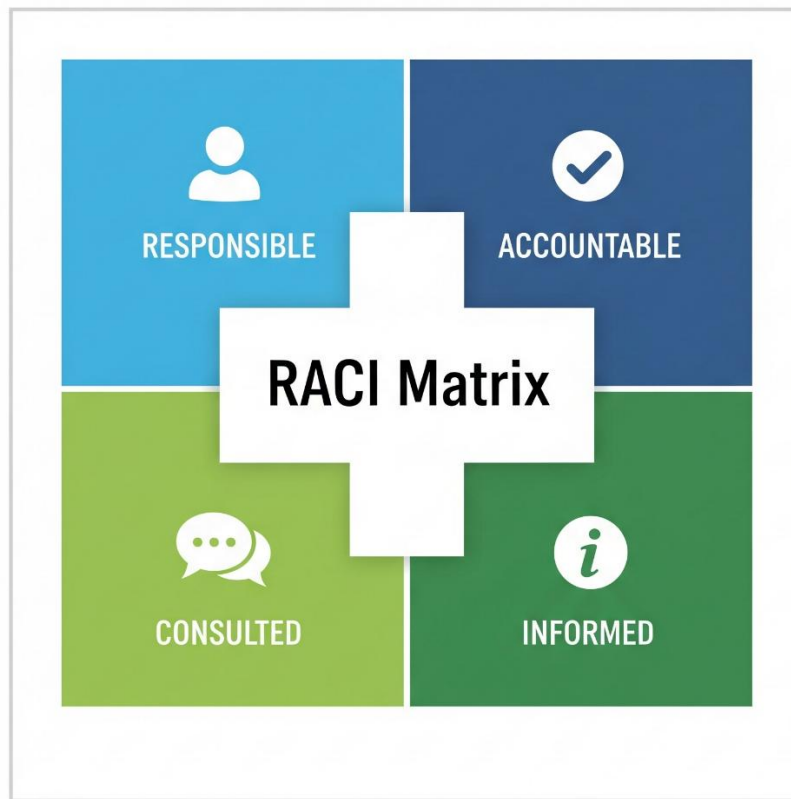 RESPONSIBLE
ACCOUNTABLE
RACI Matrix
CONSULTED
INFORMED